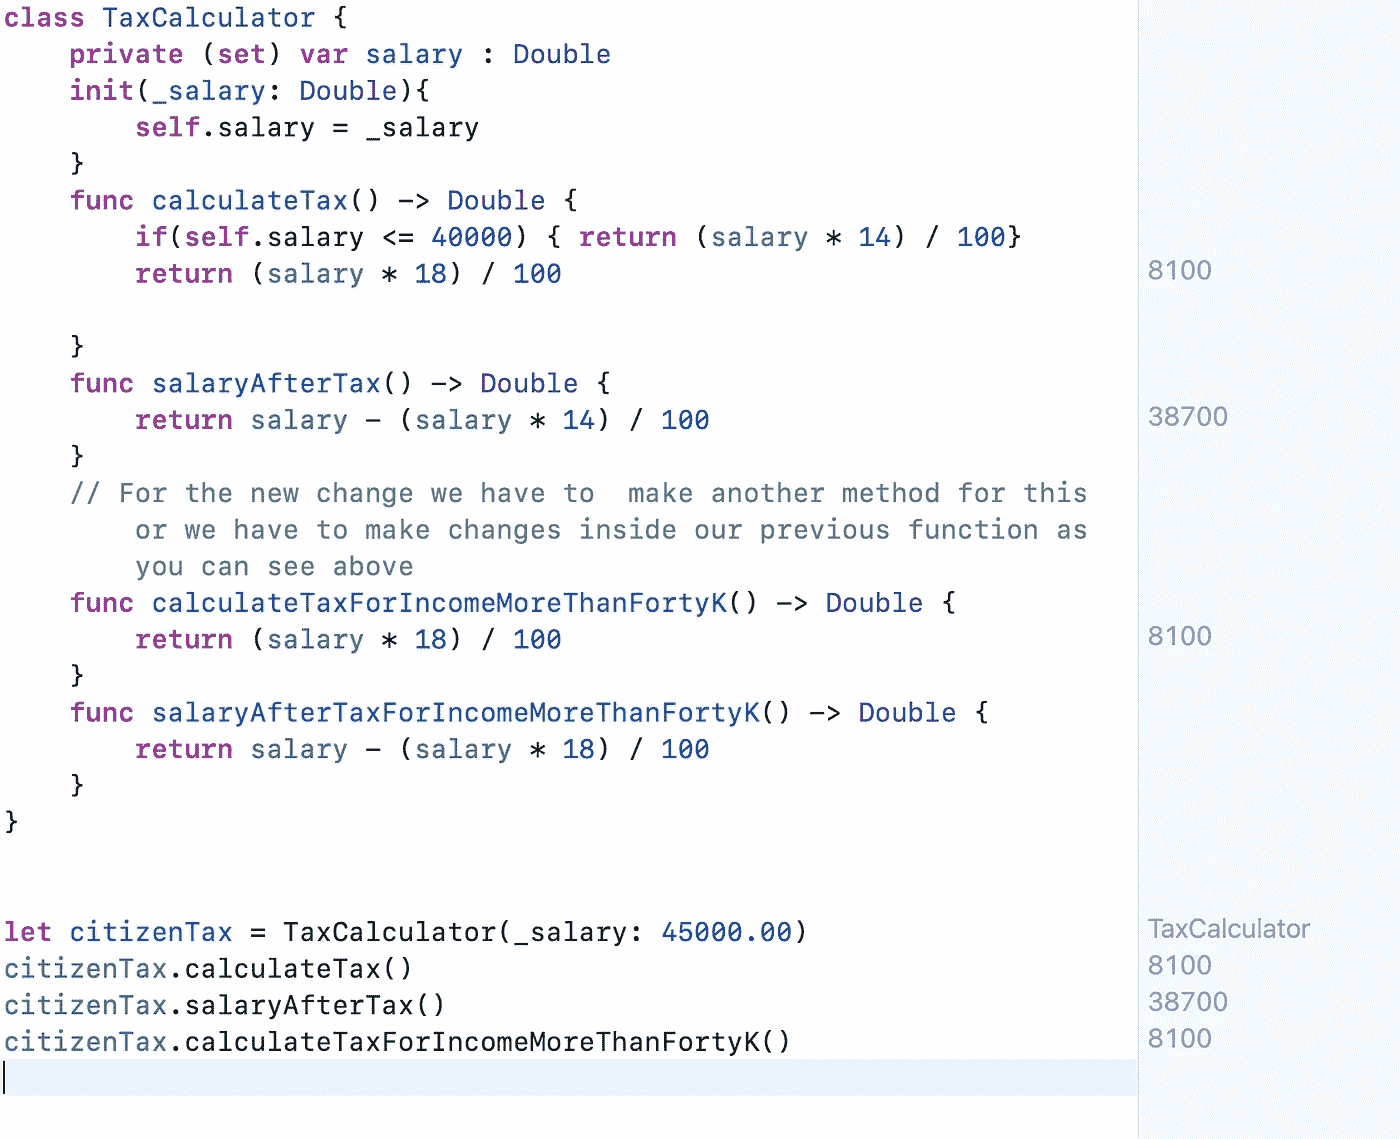 class TaxCalculator {
    private (set) var salary : Double
    init(_salary: Double){
        self.salary = _salary
    }
    func calculateTax() -> Double {
        if(self.salary <= 40000) { return (salary * 14) / 100}
        return (salary * 18) / 100
8100
    }
    func salaryAfterTax() -> Double {
        return salary - (salary * 14) / 100
38700
    }
    // For the new change we have to  make another method for this
        or we have to make changes inside our previous function as
        you can see above
    func calculateTaxForIncomeMoreThanFortyK() -> Double {
        return (salary * 18) / 100
8100
    }
    func salaryAfterTaxForIncomeMoreThanFortyK() -> Double {
        return salary - (salary * 18) / 100
    }
}
let citizenTax = TaxCalculator(_salary: 45000.00)
TaxCalculator
citizenTax.calculateTax()
8100
citizenTax.salaryAfterTax()
38700
citizenTax.calculateTaxForIncomeMoreThanFortyK()
8100